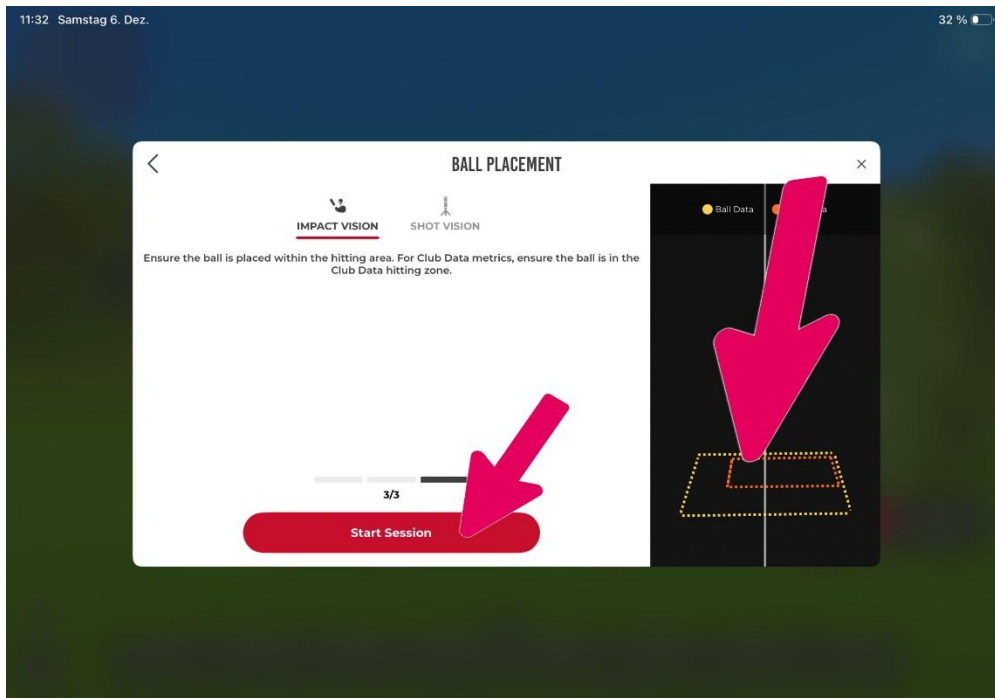 11:32 Samstag 6. Dez.
32 %
BALL PLACEMENT
IMPACT VISION
SHOT VISION
Ensure the ball is placed within the hitting area. For Club Data metrics, ensure the ball is in the
Club Data hitting zone.
Ball Data
3/3
Start Session